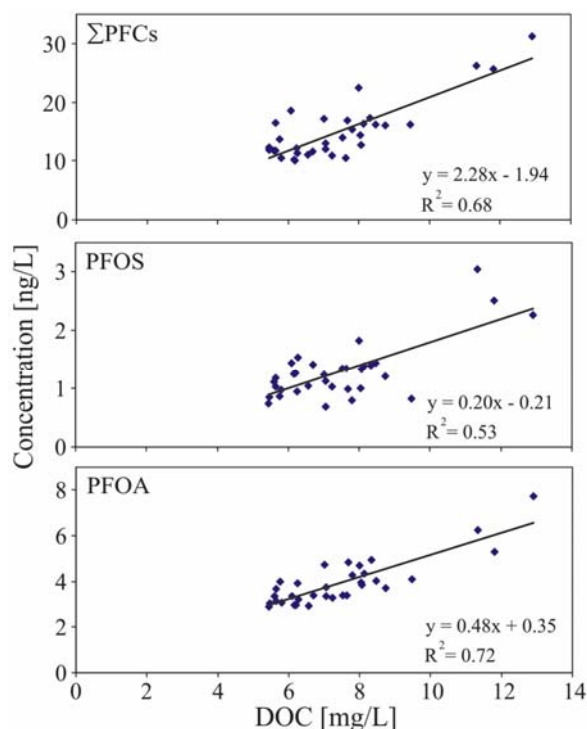 ΣPFCs
30
20
10
0
y = 2.28x - 1.94
R² = 0.68
Concentration [ng/L]
PFOS
3
2
1
0
y = 0.20x - 0.21
R² = 0.53
PFOA
8
6
4
2
0
y = 0.48x + 0.35
R² = 0.72
0 2 4 6 8 10 12 14
DOC [mg/L]